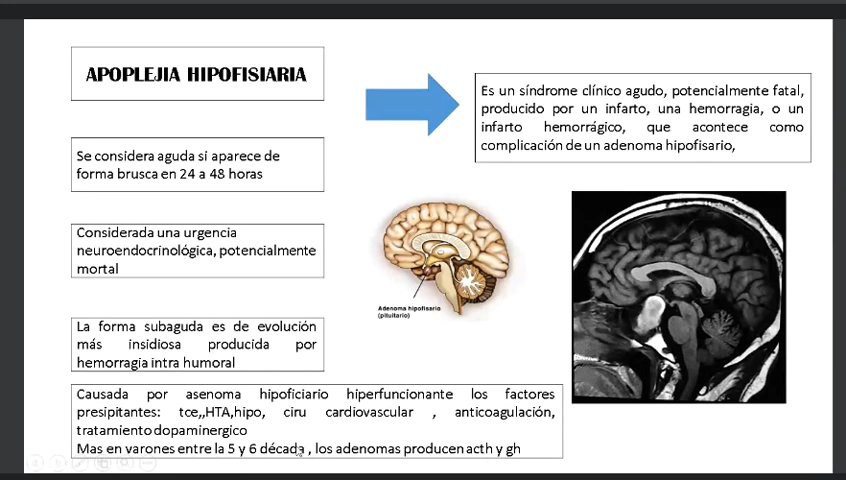 APOPLEJIA HIPOFISIARIA
Es un síndrome clínico agudo, potencialmente fatal,
producido por un infarto, una hemorragia, o un
infarto hemorrágico, que acontece como
complicación de un adenoma hipofisario,
Se considera aguda si aparece de
forma brusca en 24 a 48 horas
Considerada una urgencia
neuroendocrinológica, potencialmente
mortal
Adenoma hipofisario
(pituitario)
La forma subaguda es de evolución
más insidiosa producida por
hemorragia intra humoral
Causada por asenoma hipoficiario hiperfuncionante los factores
presipitantes: tce,,HTA,hipo, ciru cardiovascular , anticoagulación,
tratamiento dopaminergico
Mas en varones entre la 5 y 6 década , los adenomas producen acth y gh